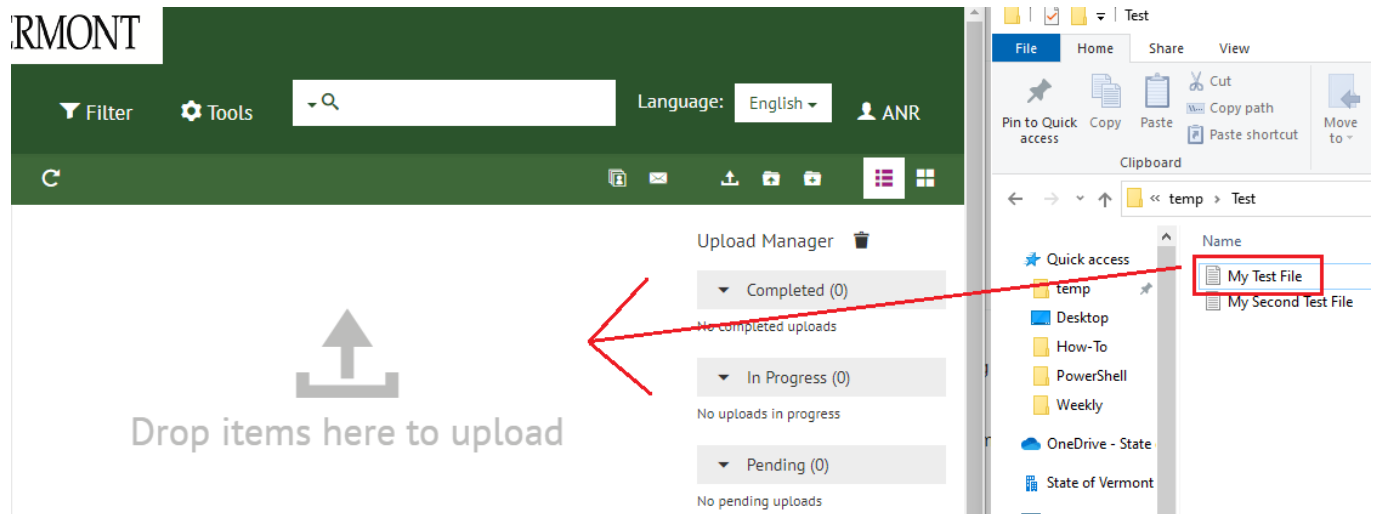 ERMONT
Filter
Tools
Language:
English
ANR
Upload Manager
Completed (0)
No completed uploads
In Progress (0)
No uploads in progress
Pending (0)
No pending uploads
Drop items here to upload
Test
File Home Share View
Pin to Quick access
Copy
Paste
Cut
Copy path
Paste shortcut
Move to
Clipboard
« temp › Test
Quick access
temp
Desktop
How-To
PowerShell
Weekly
OneDrive - State
State of Vermont
Name
My Test File
My Second Test File